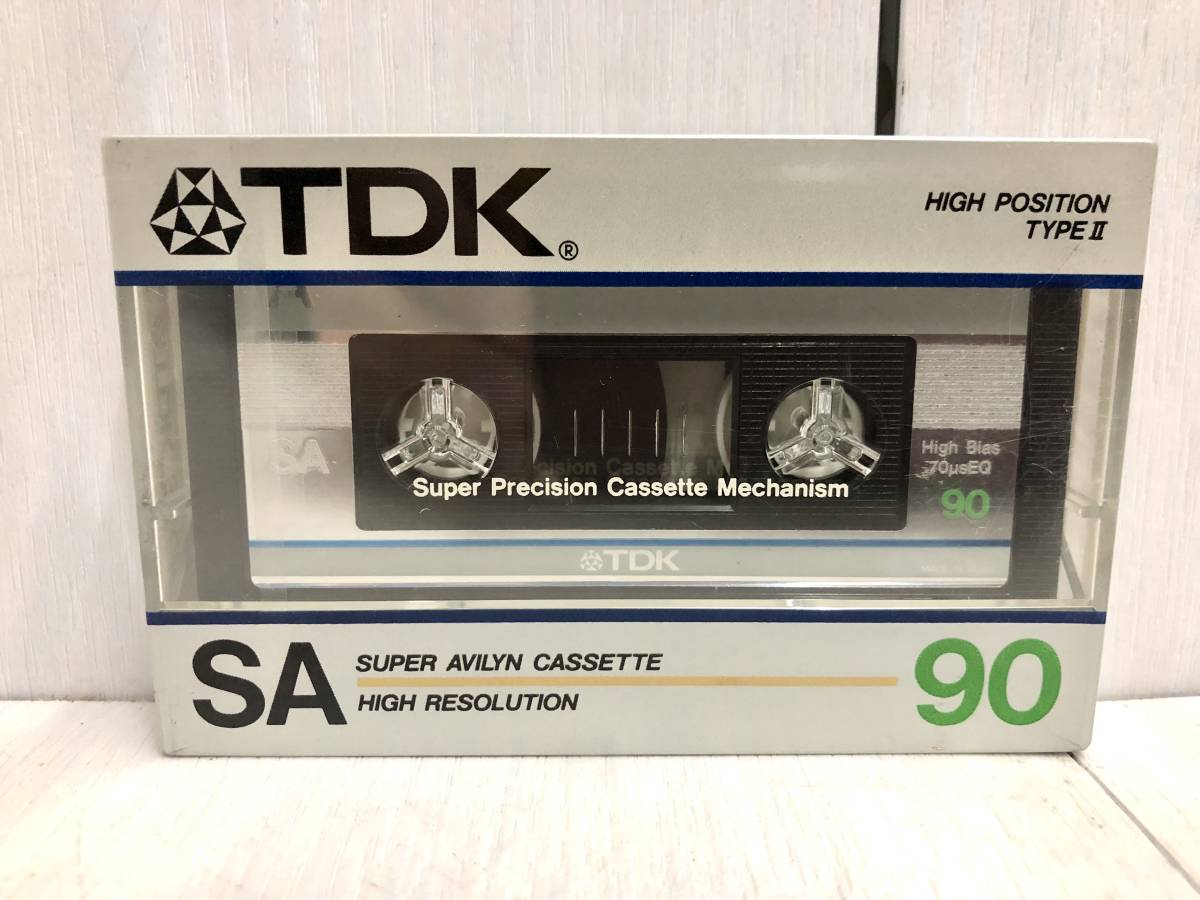 TDK®
HIGH POSITION
TYPE II
SA
High Bias
70µsEQ
90
Super Precision Cassette Mechanism
TDK
SA
SUPER AVILYN CASSETTE
HIGH RESOLUTION
90